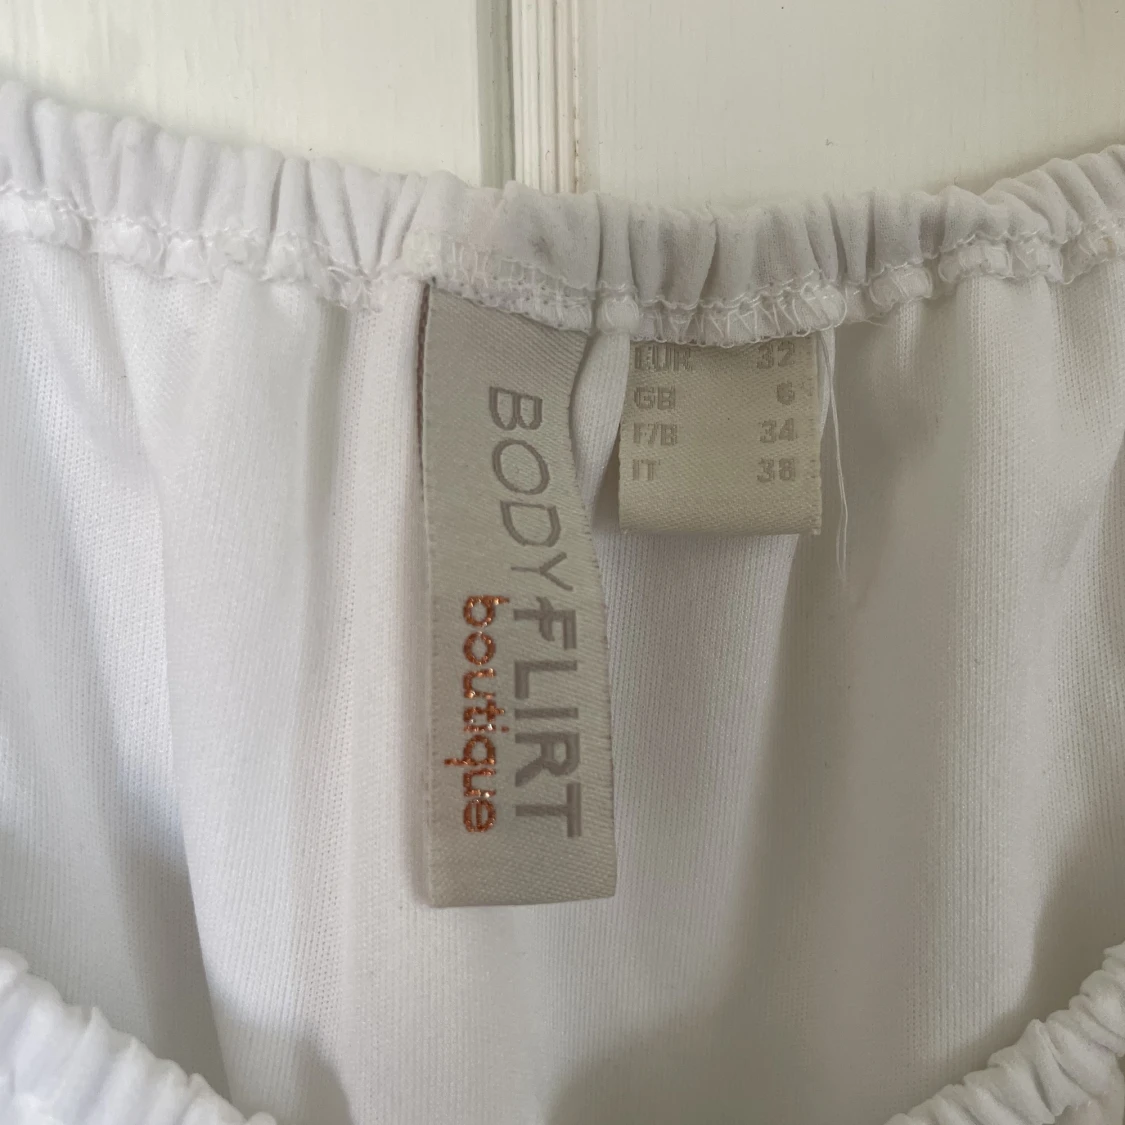 BODYFLIRT
boutique
EUR 32
GB 6
F/B 34
IT 38